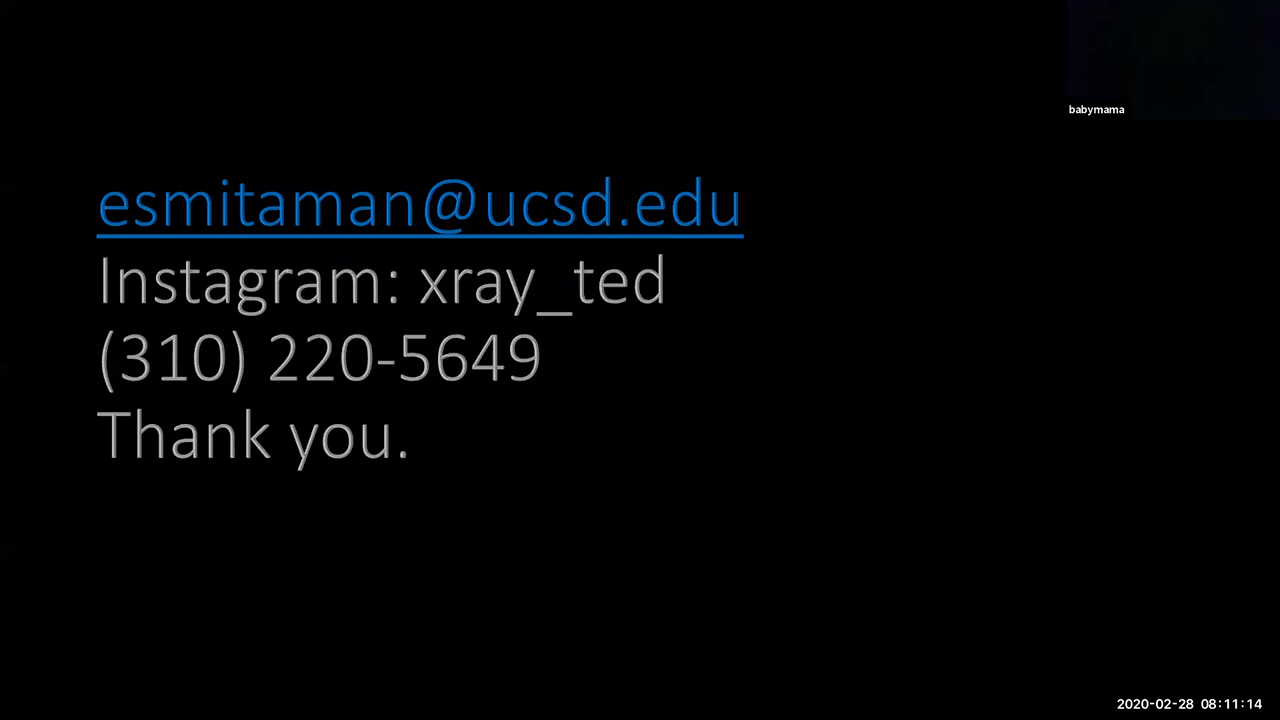 babymama
esmitaman@ucsd.edu
Instagram: xray_ted
(310) 220-5649
Thank you.
2020-02-28 08:11:14